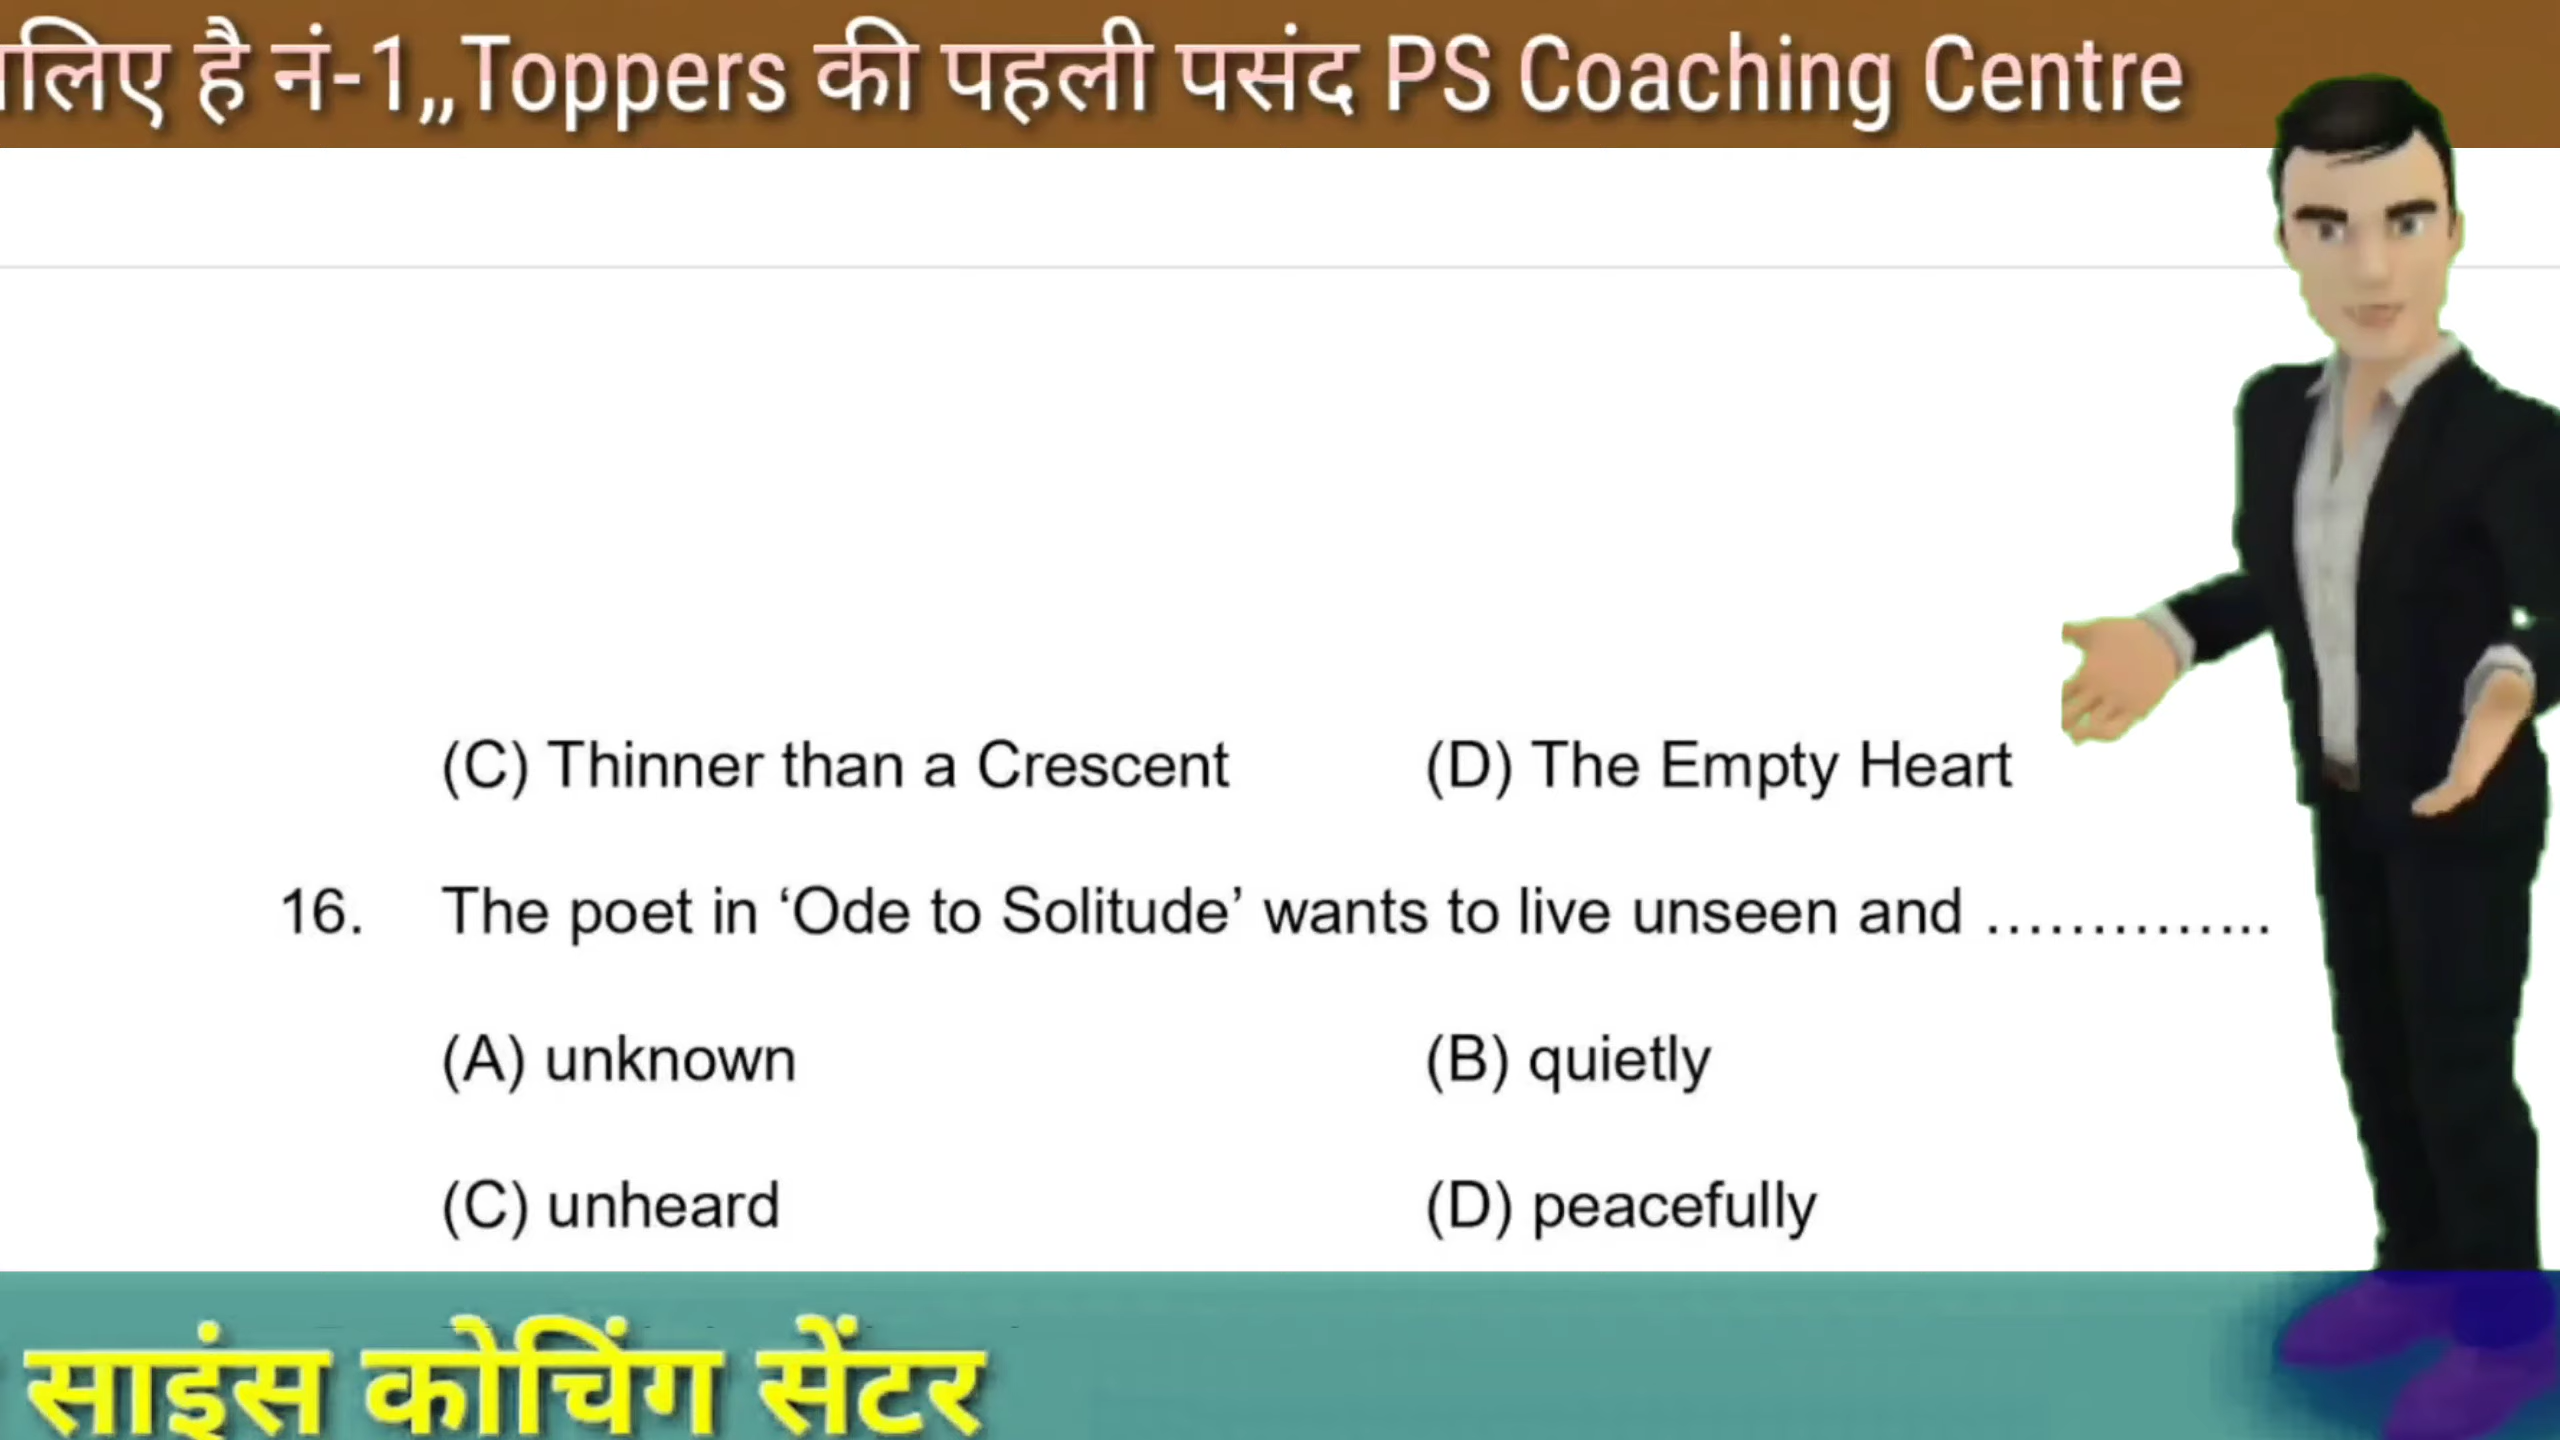 लिए है नं-1,,Toppers की पहली पसंद PS Coaching Centre
(C) Thinner than a Crescent (D) The Empty Heart
16. The poet in ‘Ode to Solitude’ wants to live unseen and ..............
(A) unknown (B) quietly
(C) unheard (D) peacefully
साइंस कोचिंग सेंटर